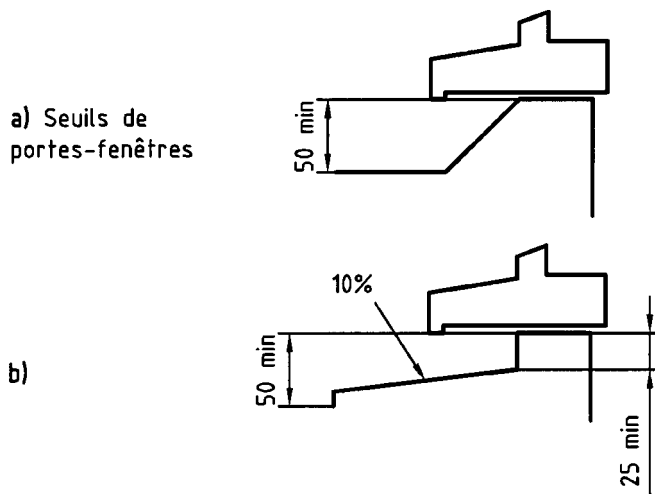 a) Seuils de
portes-fenêtres
50 min
10%
b)
50 min
25 min